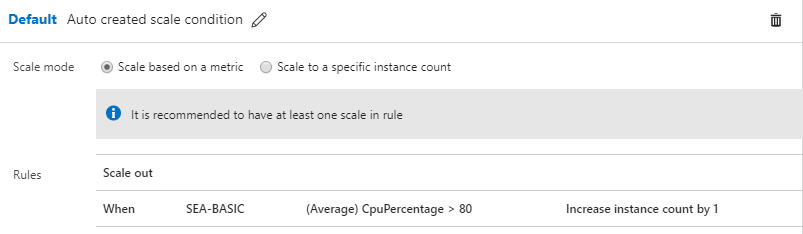 Default Auto created scale condition
Scale mode Scale based on a metric Scale to a specific instance count
It is recommended to have at least one scale in rule
Rules Scale out
When SEA-BASIC (Average) CpuPercentage > 80 Increase instance count by 1